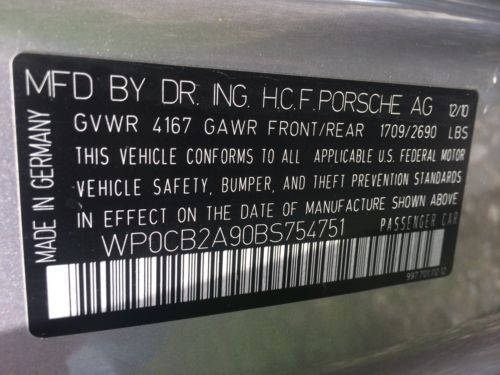 MFD BY DR. ING. H.C.F. PORSCHE AG 12/10
GVWR 4167 GAWR FRONT/REAR 1709/2690 LBS
THIS VEHICLE CONFORMS TO ALL APPLICABLE U.S. FEDERAL MOTOR
VEHICLE SAFETY, BUMPER, AND THEFT PREVENTION STANDARDS
IN EFFECT ON THE DATE OF MANUFACTURE SHOWN ABOVE
WP0CB2A90BS754751 PASSENGER CAR
MADE IN GERMANY